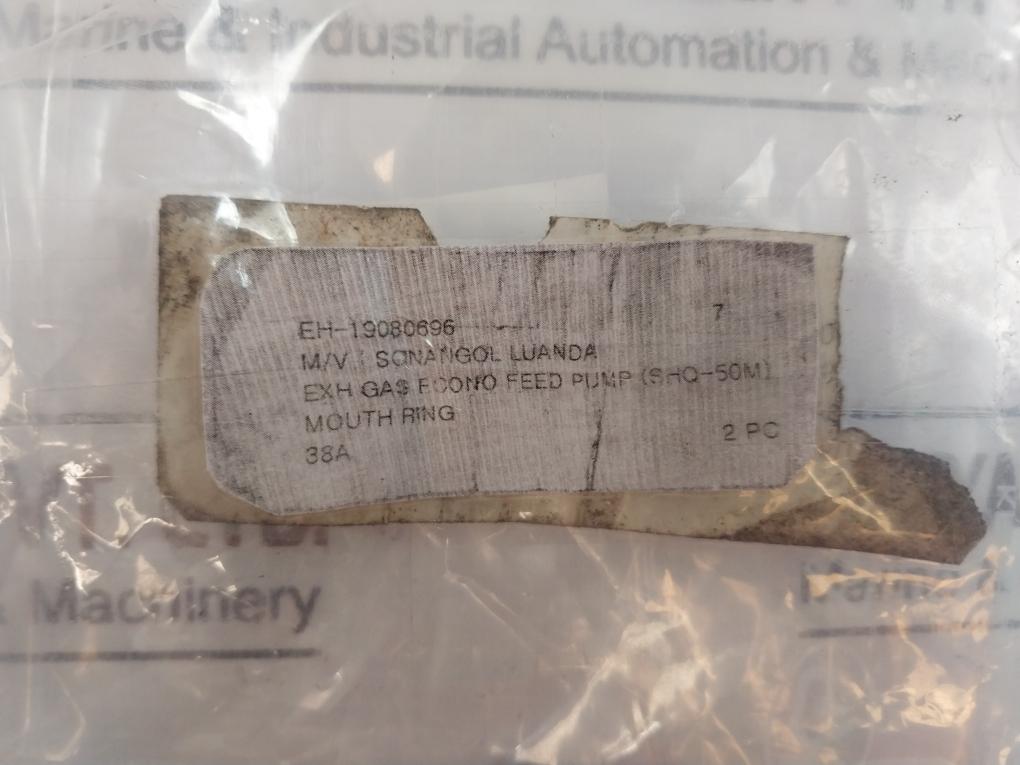 Marine & Industrial Automation &
EH-19080696 7
M/V : SONANGOL LUANDA
EXH GAS ECONO FEED PUMP (SHQ-50M)
MOUTH RING
38A 2 PC
& Machinery